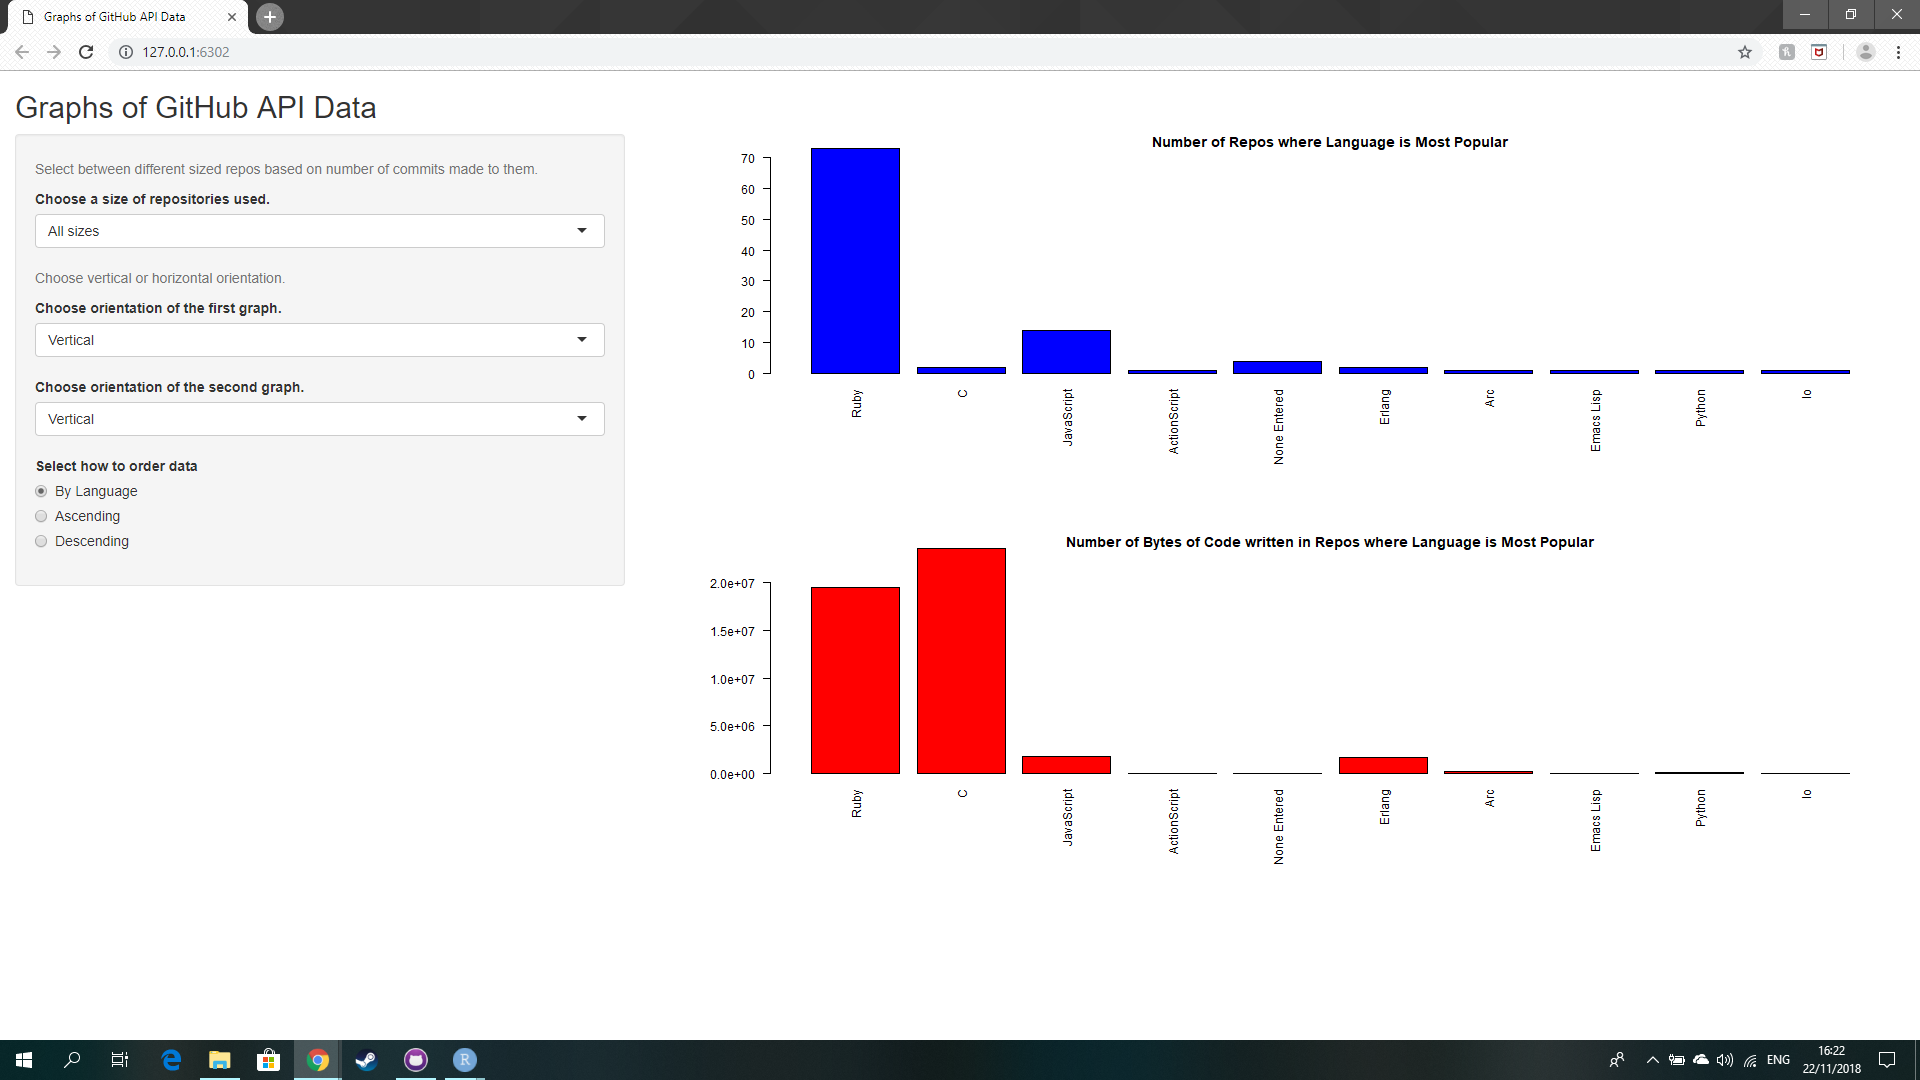 Graphs of GitHub API Data
127.0.0.1:6302
Graphs of GitHub API Data
Select between different sized repos based on number of commits made to them.
Choose a size of repositories used.
All sizes
Choose vertical or horizontal orientation.
Choose orientation of the first graph.
Vertical
Choose orientation of the second graph.
Vertical
Select how to order data
By Language
Ascending
Descending
Number of Repos where Language is Most Popular
70
60
50
40
30
20
10
0
Ruby
C
JavaScript
ActionScript
None Entered
Erlang
Arc
Emacs Lisp
Python
Io
Number of Bytes of Code written in Repos where Language is Most Popular
2.0e+07
1.5e+07
1.0e+07
5.0e+06
0.0e+00
Ruby
C
JavaScript
ActionScript
None Entered
Erlang
Arc
Emacs Lisp
Python
Io
R
ENG
16:22
22/11/2018